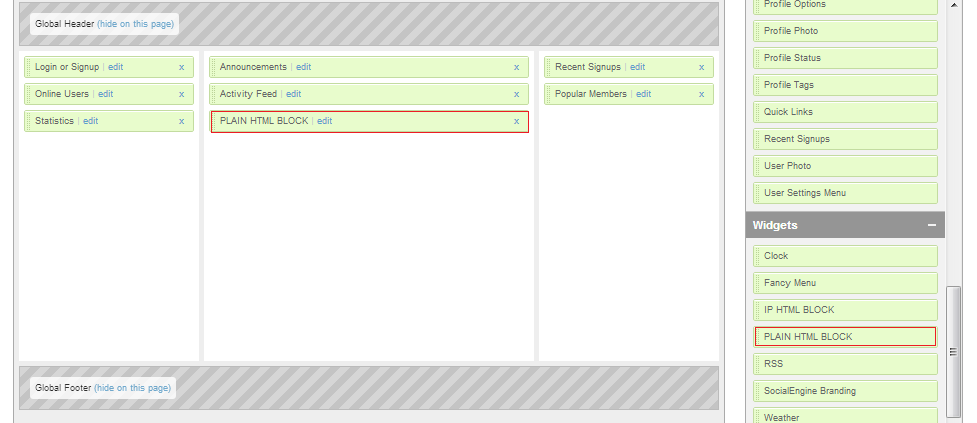 Global Header (hide on this page)
Login or Signup | edit x
Online Users | edit x
Statistics | edit x
Announcements | edit x
Activity Feed | edit x
PLAIN HTML BLOCK | edit x
Recent Signups | edit x
Popular Members | edit x
Global Footer (hide on this page)
Profile Options
Profile Photo
Profile Status
Profile Tags
Quick Links
Recent Signups
User Photo
User Settings Menu
Widgets
Clock
Fancy Menu
IP HTML BLOCK
PLAIN HTML BLOCK
RSS
SocialEngine Branding
Weather